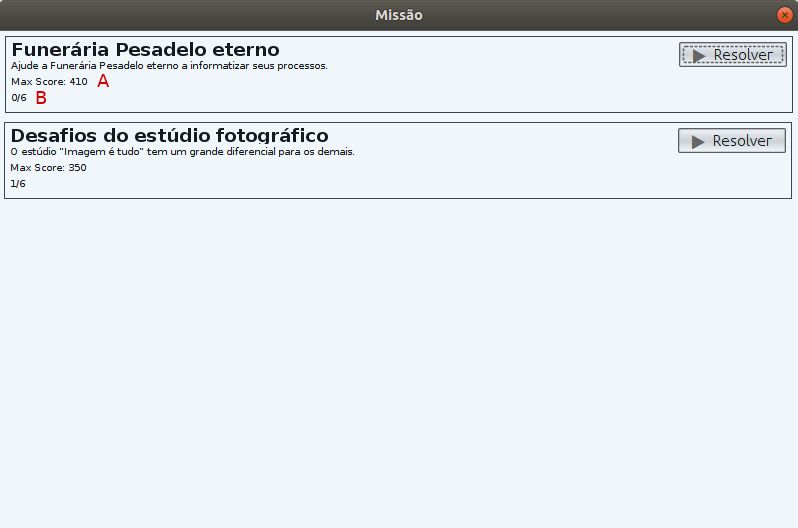 Missão
Funerária Pesadelo eterno
Resolver
Ajude a Funerária Pesadelo eterno a informatizar seus processos.
Max Score: 410 A
0/6 B
Desafios do estúdio fotográfico
Resolver
O estúdio "Imagem é tudo" tem um grande diferencial para os demais.
Max Score: 350
1/6